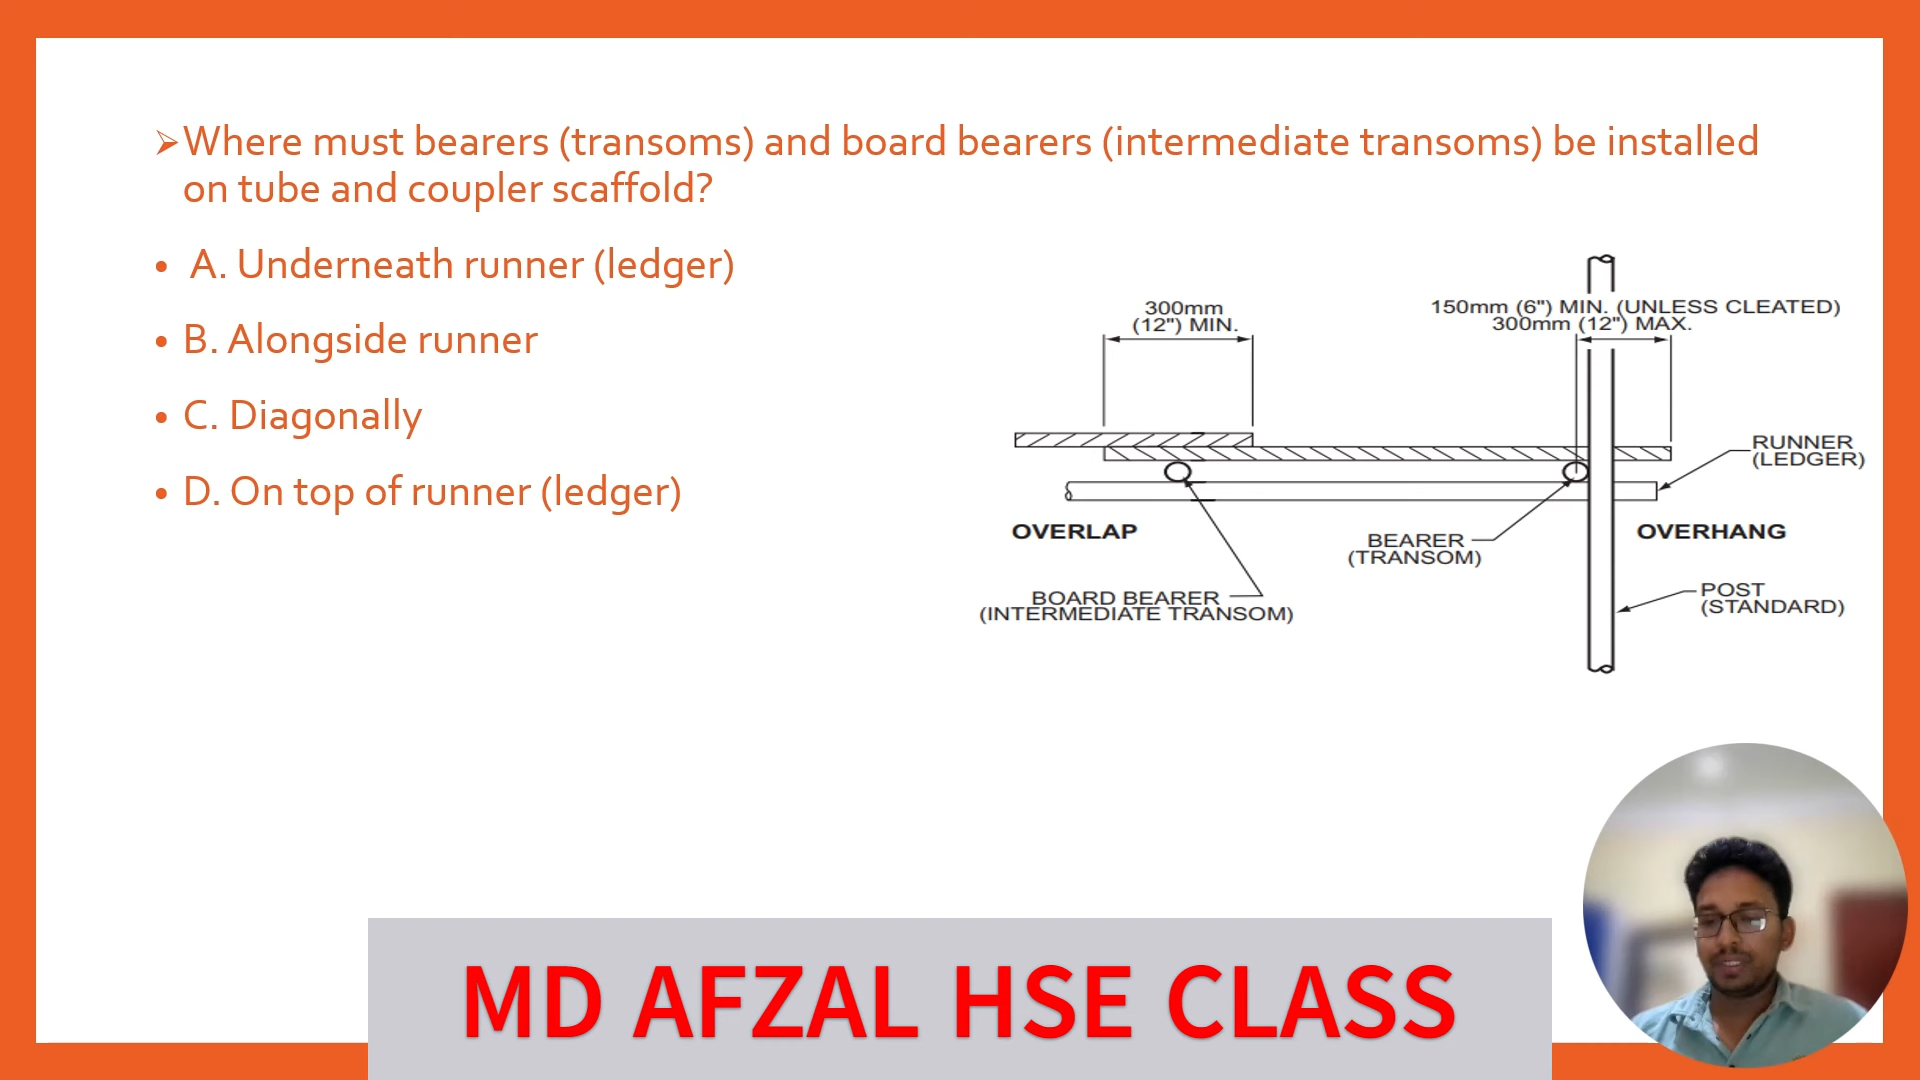 ➢Where must bearers (transoms) and board bearers (intermediate transoms) be installed
on tube and coupler scaffold?
• A. Underneath runner (ledger)
• B. Alongside runner
• C. Diagonally
• D. On top of runner (ledger)
300mm
(12") MIN.
150mm (6") MIN. (UNLESS CLEATED)
300mm (12") MAX.
RUNNER
(LEDGER)
OVERLAP
BEARER
(TRANSOM)
OVERHANG
BOARD BEARER
(INTERMEDIATE TRANSOM)
POST
(STANDARD)
MD AFZAL HSE CLASS